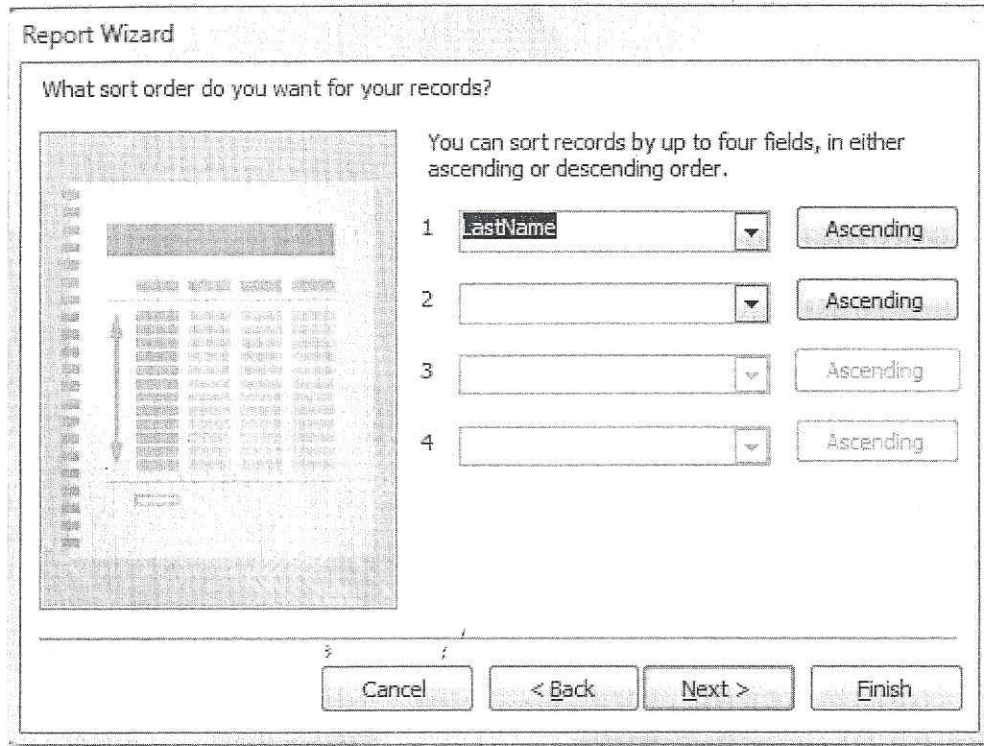 Report Wizard
What sort order do you want for your records?
You can sort records by up to four fields, in either
ascending or descending order.
1 LastName Ascending
2 Ascending
3 Ascending
4 Ascending
Cancel < Back Next > Finish